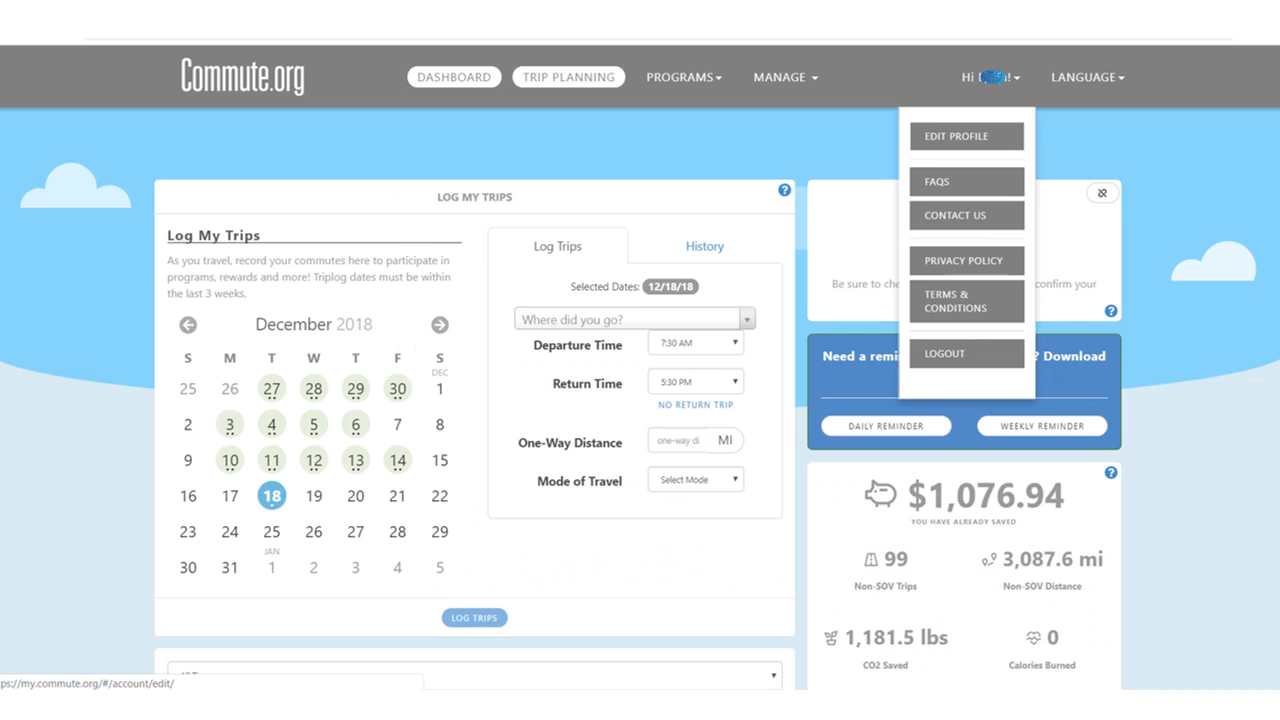 Commute.org
DASHBOARD
TRIP PLANNING
PROGRAMS
MANAGE
Hi
LANGUAGE
EDIT PROFILE
FAQS
CONTACT US
PRIVACY POLICY
TERMS &
CONDITIONS
LOGOUT
LOG MY TRIPS
?
Log My Trips
As you travel, record your commutes here to participate in
programs, rewards and more! Triplog dates must be within
the last 3 weeks.
December 2018
S M T W T F S
DEC
25 26 27 28 29 30 1
2 3 4 5 6 7 8
9 10 11 12 13 14 15
16 17 18 19 20 21 22
23 24 25 26 27 28 29
JAN
30 31 1 2 3 4 5
Log Trips
History
Selected Dates: 12/18/18
Where did you go?
Departure Time 7:30 AM
Return Time 5:30 PM
NO RETURN TRIP
One-Way Distance one-way di MI
Mode of Travel Select Mode
LOG TRIPS
Be sure to
confirm your
?
Need a
? Download
DAILY REMINDER
WEEKLY REMINDER
?
$1,076.94
YOU HAVE ALREADY SAVED
99
Non-SOV Trips
3,087.6 mi
Non-SOV Distance
1,181.5 lbs
CO2 Saved
0
Calories Burned
ps://my.commute.org/#/account/edit/